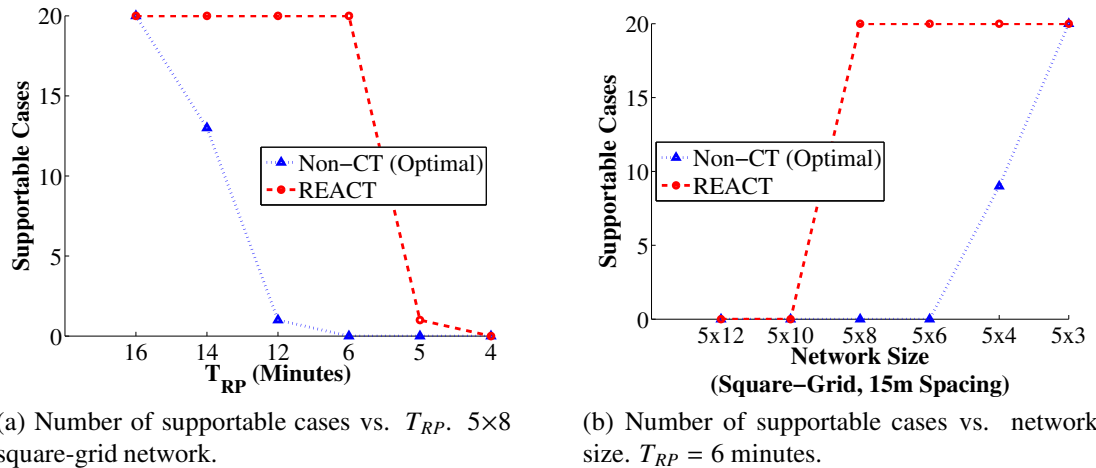 20
15
10
5
0
Supportable Cases
Non−CT (Optimal)
REACT
16 14 12 6 5 4
T_RP (Minutes)
(a) Number of supportable cases vs. T_RP. 5×8
square-grid network.
20
15
10
5
0
Supportable Cases
Non−CT (Optimal)
REACT
5x12 5x10 5x8 5x6 5x4 5x3
Network Size
(Square−Grid, 15m Spacing)
(b) Number of supportable cases vs. network
size. T_RP = 6 minutes.